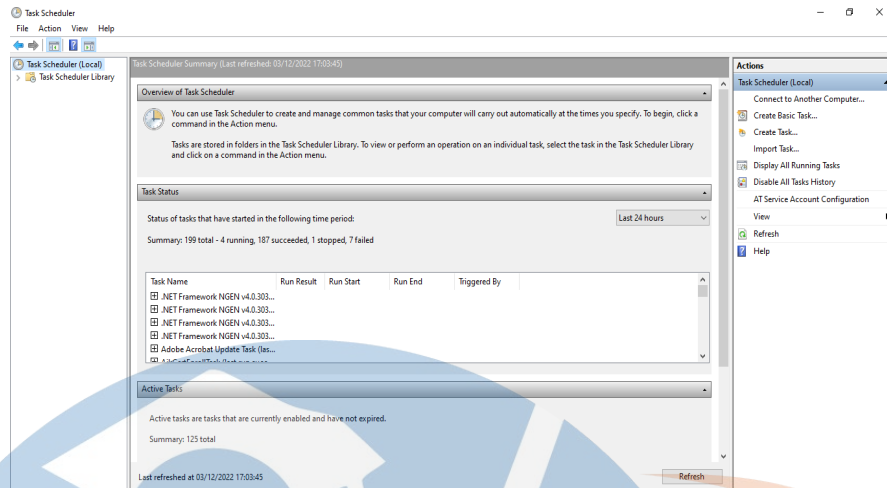 Task Scheduler
File Action View Help
Task Scheduler (Local)
Task Scheduler Library
Task Scheduler Summary (Last refreshed: 03/12/2022 17:03:45)
Overview of Task Scheduler
You can use Task Scheduler to create and manage common tasks that your computer will carry out automatically at the times you specify. To begin, click a
command in the Action menu.
Tasks are stored in folders in the Task Scheduler Library. To view or perform an operation on an individual task, select the task in the Task Scheduler Library
and click on a command in the Action menu.
Task Status
Status of tasks that have started in the following time period:
Last 24 hours
Summary: 199 total - 4 running, 187 succeeded, 1 stopped, 7 failed
Task Name Run Result Run Start Run End Triggered By
.NET Framework NGEN v4.0.303...
.NET Framework NGEN v4.0.303...
.NET Framework NGEN v4.0.303...
.NET Framework NGEN v4.0.303...
Adobe Acrobat Update Task (las...
Active Tasks
Active tasks are tasks that are currently enabled and have not expired.
Summary: 125 total
Last refreshed at 03/12/2022 17:03:45
Refresh
Actions
Task Scheduler (Local)
Connect to Another Computer...
Create Basic Task...
Create Task...
Import Task...
Display All Running Tasks
Disable All Tasks History
AT Service Account Configuration
View
Refresh
Help